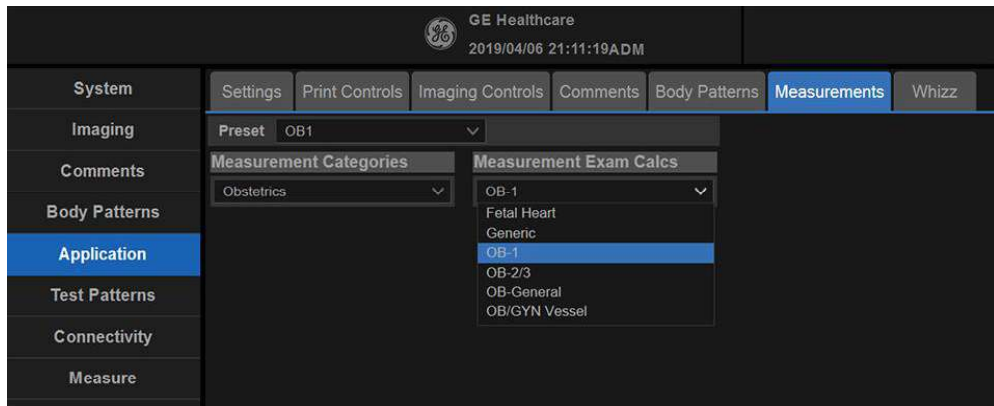 GE Healthcare
2019/04/06 21:11:19ADM
System
Imaging
Comments
Body Patterns
Application
Test Patterns
Connectivity
Measure
Settings Print Controls Imaging Controls Comments Body Patterns Measurements Whizz
Preset OB1
Measurement Categories Measurement Exam Calcs
Obstetrics OB-1
Fetal Heart
Generic
OB-1
OB-2/3
OB-General
OB/GYN Vessel